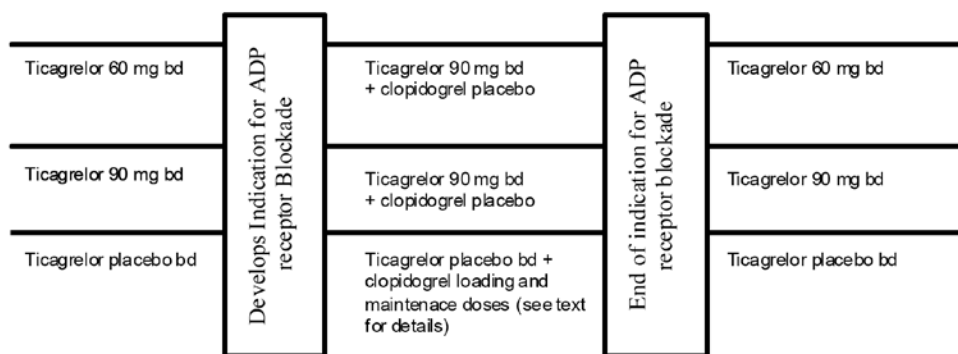 Ticagrelor 60 mg bd
Ticagrelor 90 mg bd
Ticagrelor placebo bd
Develops Indication for ADP
receptor Blockade
Ticagrelor 90 mg bd
+ clopidogrel placebo
Ticagrelor 90 mg bd
+ clopidogrel placebo
Ticagrelor placebo bd +
clopidogrel loading and
maintenace doses (see text
for details)
End of indication for ADP
receptor blockade
Ticagrelor 60 mg bd
Ticagrelor 90 mg bd
Ticagrelor placebo bd